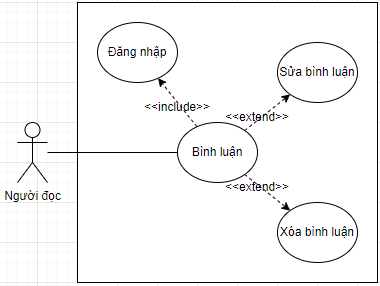 Đăng nhập
Sửa bình luận
<<include>>
<<extend>>
Bình luận
Người đọc
<<extend>>
Xóa bình luận